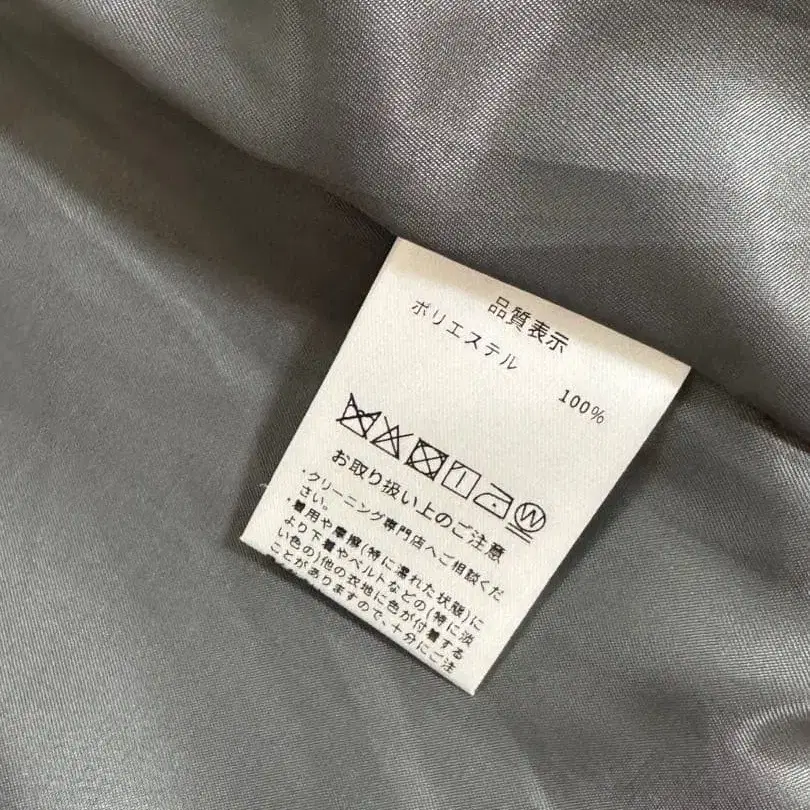 品質表示
ポリエステル 100%
W
お取り扱い上のご注意
・クリーニング専門店へご相談くだ
さい。
・着用や摩擦(特に濡れた状態)に
より下着やベルトなどの(特に淡
い色の)他の衣地に色が付着する
ことがありますので、十分にご注